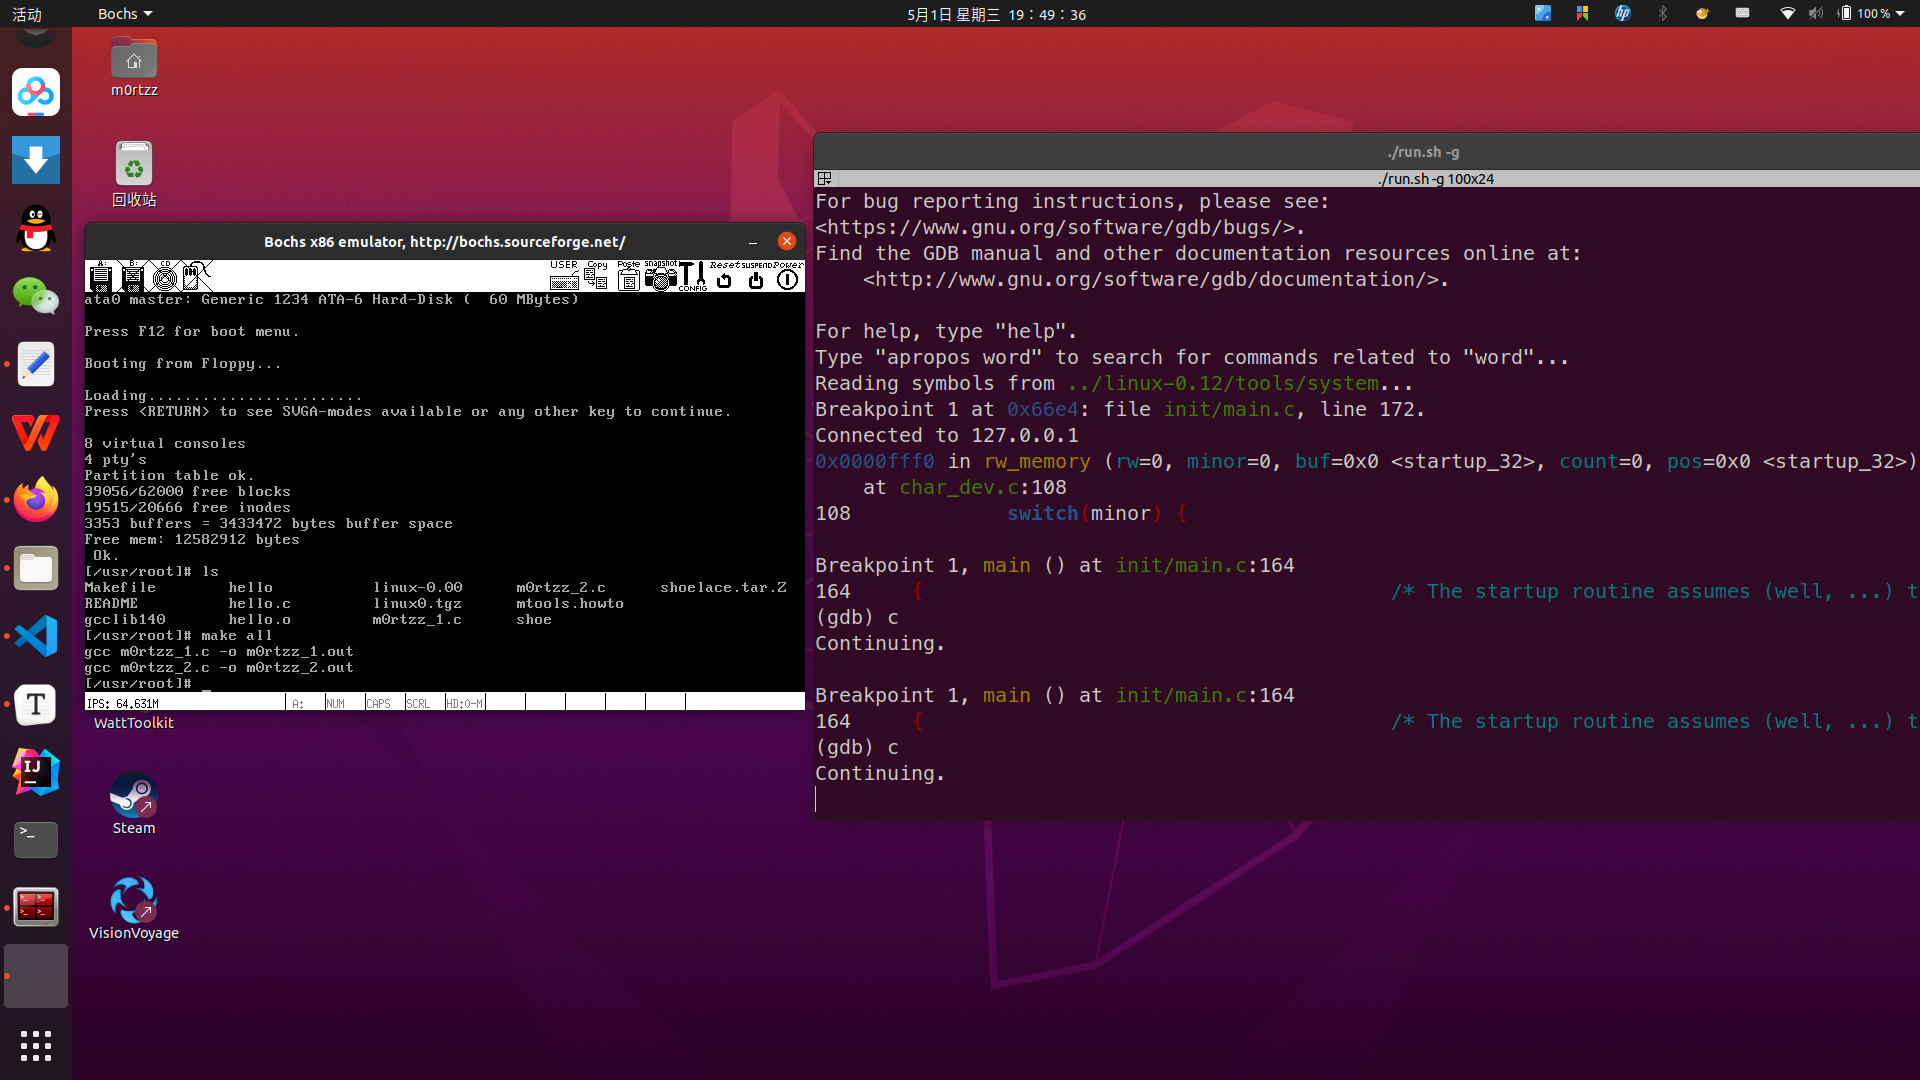 活动
Bochs
5月1日 星期三 19：49：36
100 %
m0rtzz
回收站
Bochs x86 emulator, http://bochs.sourceforge.net/
A:
B:
CD
USER
Copy
Paste
snapshot
CONFIG
Reset
SUSPEND
Power
ata0 master: Generic 1234 ATA-6 Hard-Disk (  60 MBytes)
Press F12 for boot menu.
Booting from Floppy...
Loading........................
Press <RETURN> to see SVGA-modes available or any other key to continue.
8 virtual consoles
4 pty's
Partition table ok.
39056/62000 free blocks
19515/20666 free inodes
3353 buffers = 3433472 bytes buffer space
Free mem: 12582912 bytes
 Ok.
[/usr/root]# ls
Makefile        hello           linux-0.00      m0rtzz_2.c      shoelace.tar.Z
README          hello.c         linux0.tgz      mtools.howto
gcclib140       hello.o         m0rtzz_1.c      shoe
[/usr/root]# make all
gcc m0rtzz_1.c -o m0rtzz_1.out
gcc m0rtzz_2.c -o m0rtzz_2.out
[/usr/root]# _
IPS: 64.631M
A:
NUM
CAPS
SCRL
HD:0-M
WattToolkit
Steam
VisionVoyage
./run.sh -g
./run.sh -g 100x24
For bug reporting instructions, please see:
<https://www.gnu.org/software/gdb/bugs/>.
Find the GDB manual and other documentation resources online at:
    <http://www.gnu.org/software/gdb/documentation/>.
For help, type "help".
Type "apropos word" to search for commands related to "word"...
Reading symbols from ../linux-0.12/tools/system...
Breakpoint 1 at 0x66e4: file init/main.c, line 172.
Connected to 127.0.0.1
0x0000fff0 in rw_memory (rw=0, minor=0, buf=0x0 <startup_32>, count=0, pos=0x0 <startup_32>)
    at char_dev.c:108
108             switch(minor) {
Breakpoint 1, main () at init/main.c:164
164     {                                       /* The startup routine assumes (well, ...) t
(gdb) c
Continuing.
Breakpoint 1, main () at init/main.c:164
164     {                                       /* The startup routine assumes (well, ...) t
(gdb) c
Continuing.